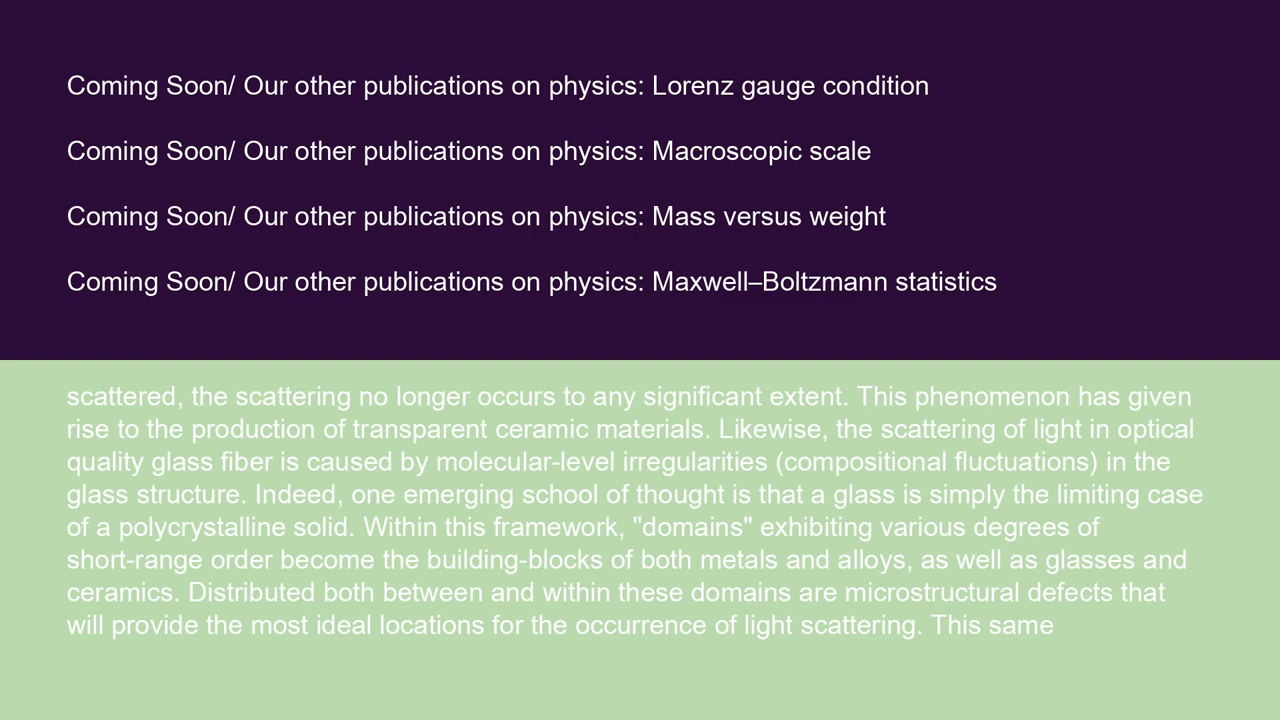 Coming Soon/ Our other publications on physics: Lorenz gauge condition
Coming Soon/ Our other publications on physics: Macroscopic scale
Coming Soon/ Our other publications on physics: Mass versus weight
Coming Soon/ Our other publications on physics: Maxwell–Boltzmann statistics
scattered, the scattering no longer occurs to any significant extent. This phenomenon has given
rise to the production of transparent ceramic materials. Likewise, the scattering of light in optical
quality glass fiber is caused by molecular-level irregularities (compositional fluctuations) in the
glass structure. Indeed, one emerging school of thought is that a glass is simply the limiting case
of a polycrystalline solid. Within this framework, "domains" exhibiting various degrees of
short-range order become the building-blocks of both metals and alloys, as well as glasses and
ceramics. Distributed both between and within these domains are microstructural defects that
will provide the most ideal locations for the occurrence of light scattering. This same